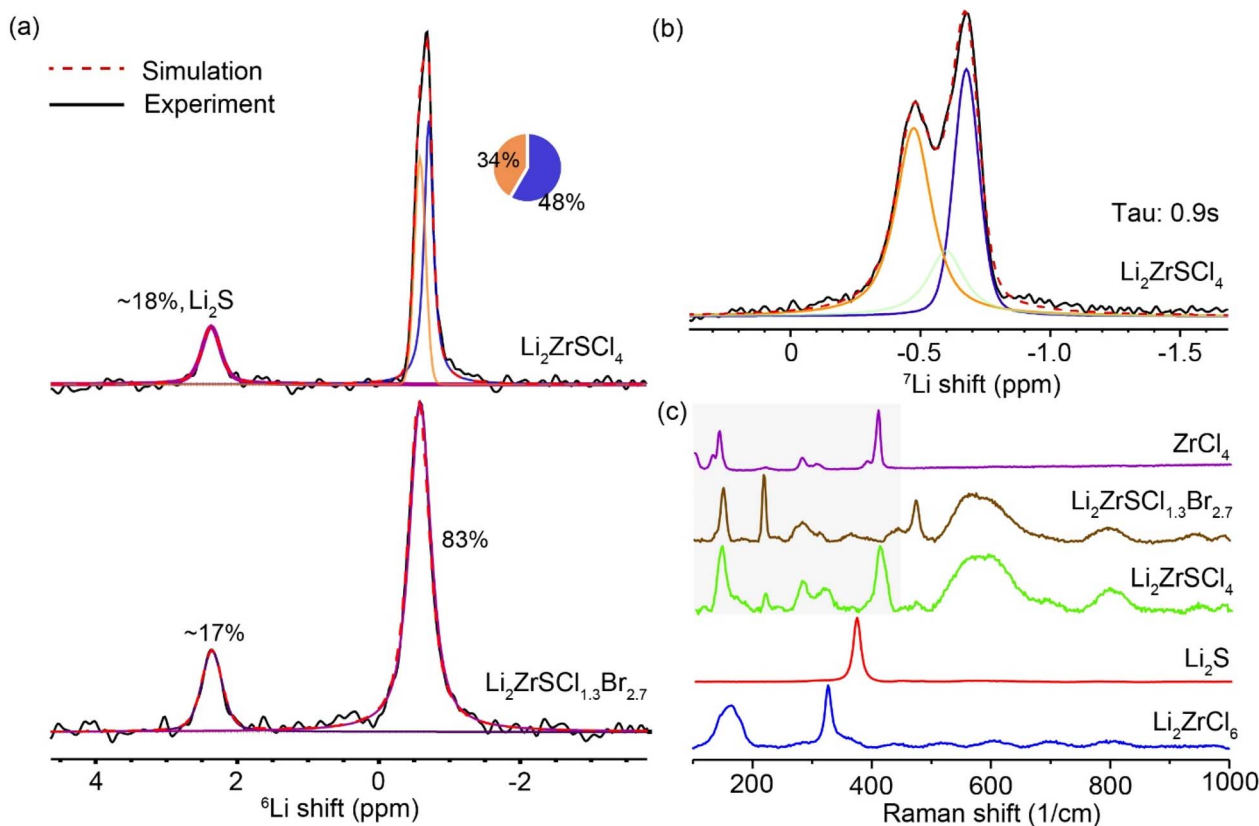 (a)
Simulation
Experiment
34%
48%
~18%, Li₂S
Li₂ZrSCl₄
83%
~17%
Li₂ZrSCl₁.₃Br₂.₇
4 2 0 -2
⁶Li shift (ppm)
(b)
Tau: 0.9s
Li₂ZrSCl₄
0 -0.5 -1.0 -1.5
⁷Li shift (ppm)
(c)
ZrCl₄
Li₂ZrSCl₁.₃Br₂.₇
Li₂ZrSCl₄
Li₂S
Li₂ZrCl₆
200 400 600 800 1000
Raman shift (1/cm)